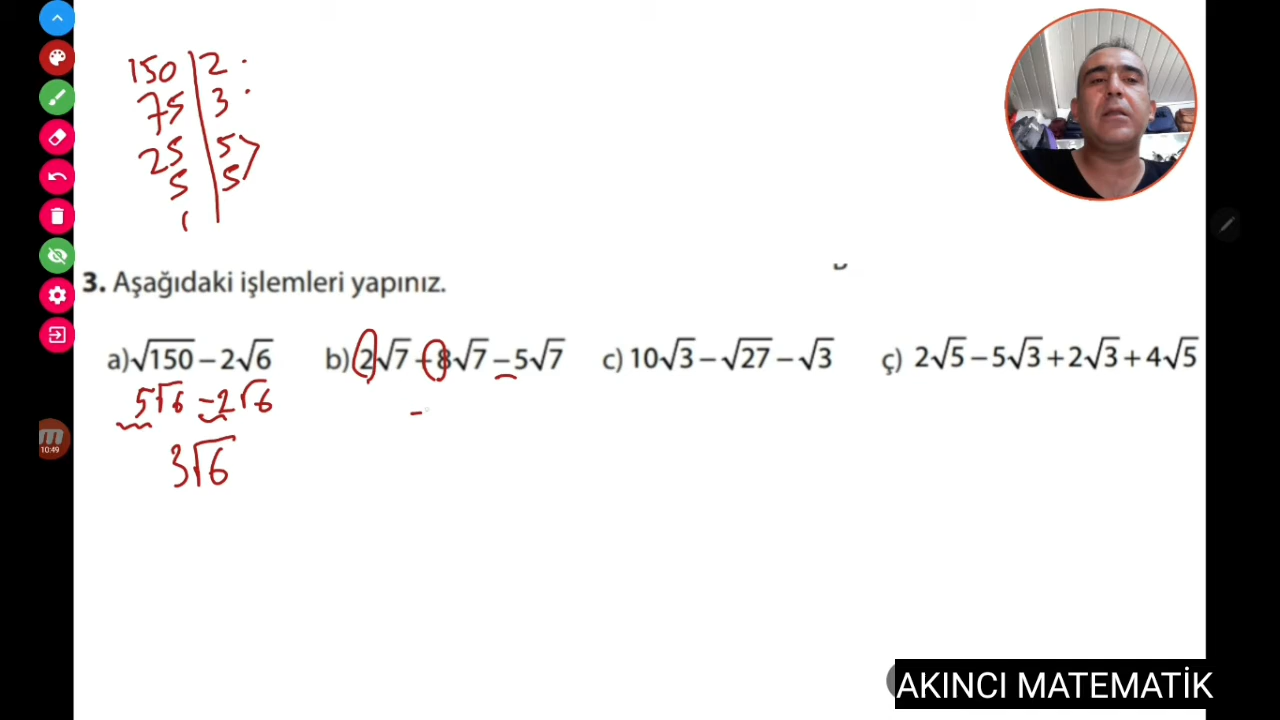 150 2
75 3
25 5
5 5
1
3. Aşağıdaki işlemleri yapınız.
a) √150 – 2√6 b) 2√7 – 8√7 – 5√7 c) 10√3 – √27 – √3 ç) 2√5 – 5√3 + 2√3 + 4√5
5√6 – 2√6
–
3√6
10:49
AKINCI MATEMATİK